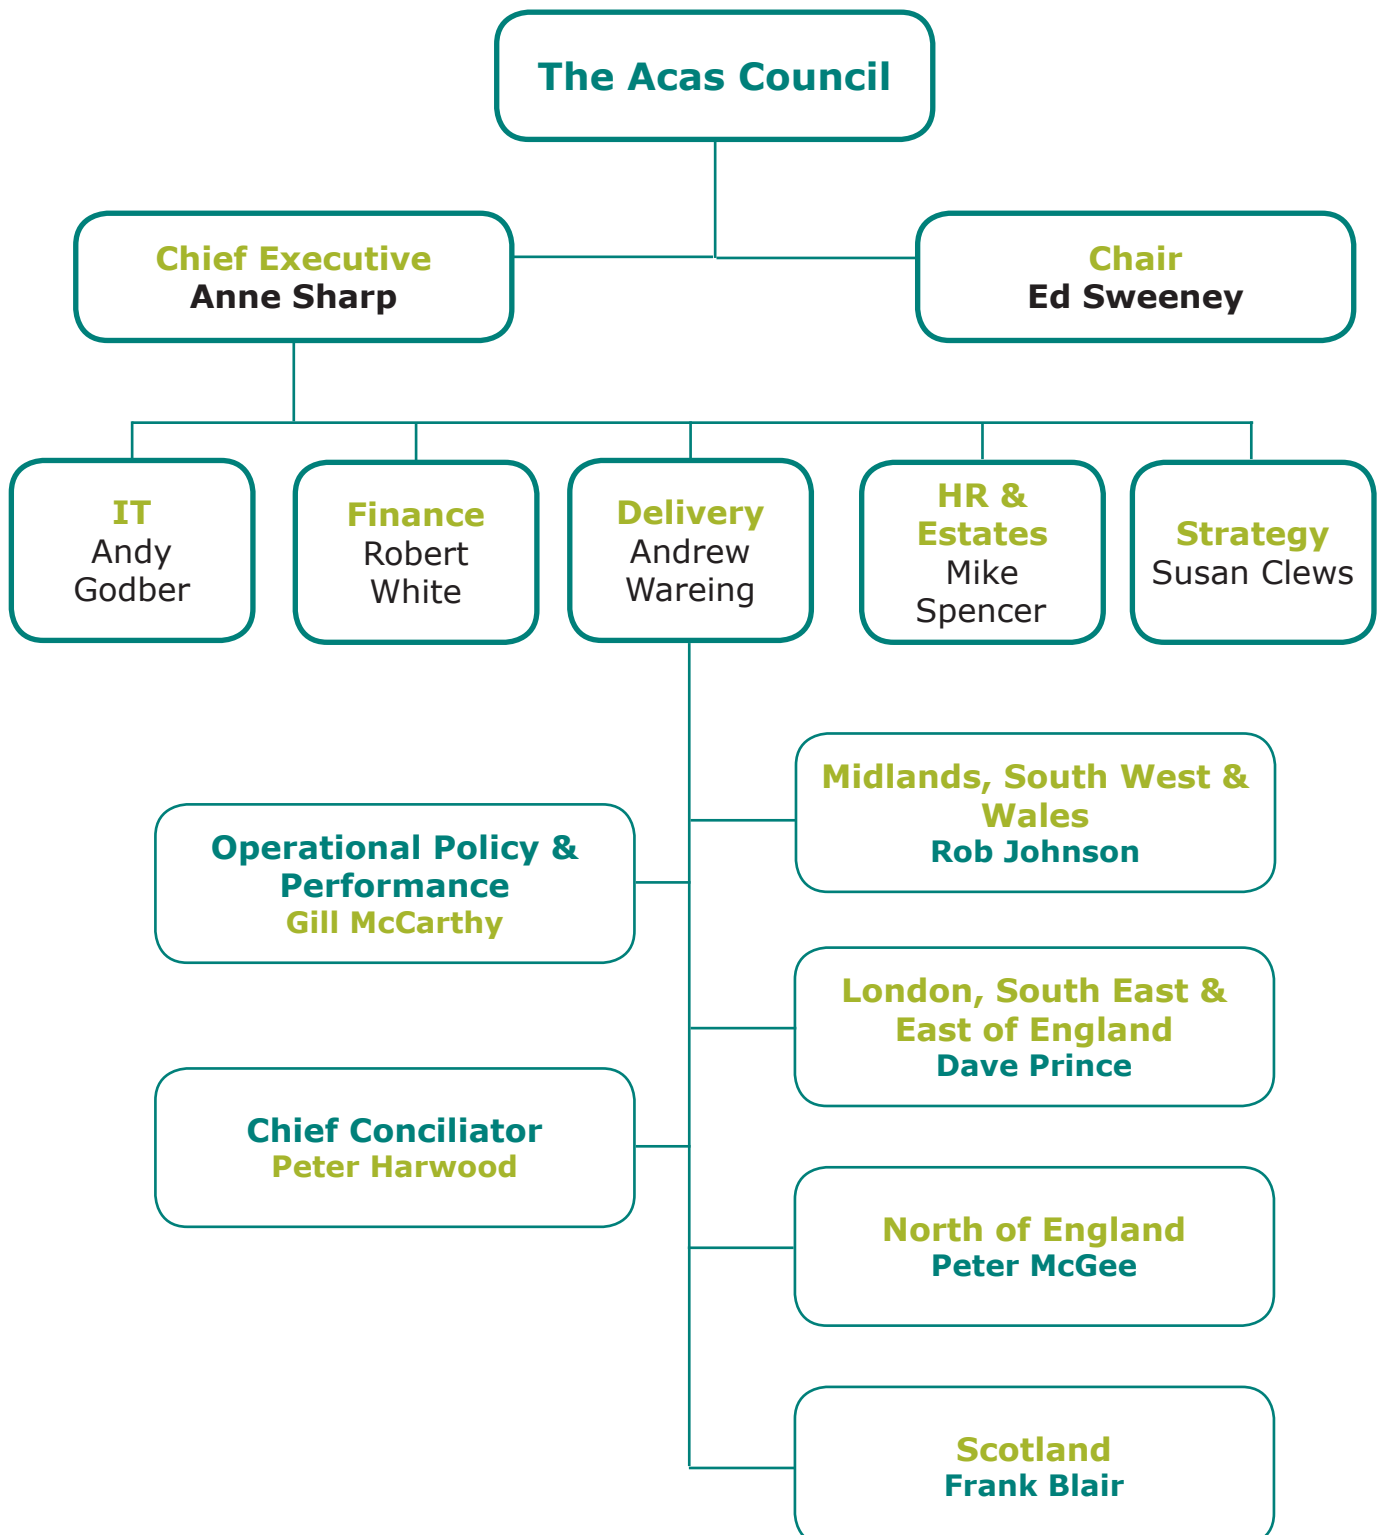 The Acas Council
Chief Executive
Anne Sharp
Chair
Ed Sweeney
IT
Andy
Godber
Finance
Robert
White
Delivery
Andrew
Wareing
HR &
Estates
Mike
Spencer
Strategy
Susan Clews
Midlands, South West &
Wales
Rob Johnson
Operational Policy &
Performance
Gill McCarthy
London, South East &
East of England
Dave Prince
Chief Conciliator
Peter Harwood
North of England
Peter McGee
Scotland
Frank Blair